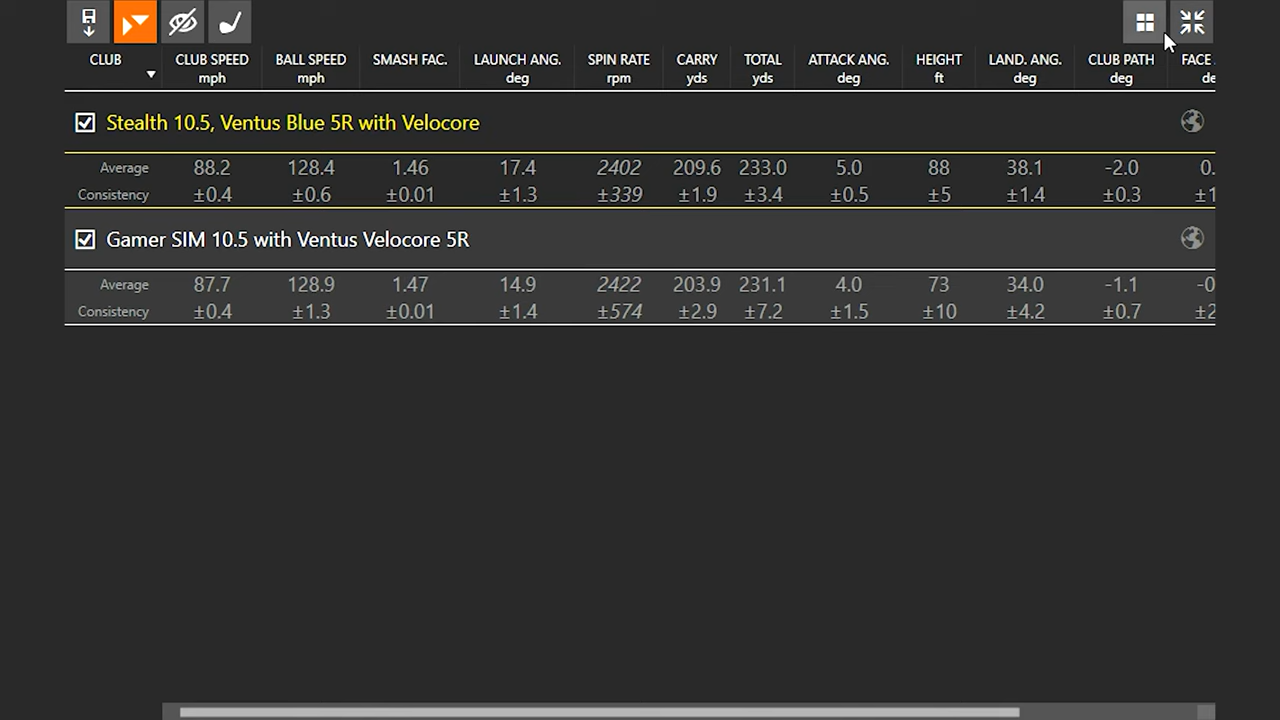 CLUB CLUB SPEED BALL SPEED SMASH FAC. LAUNCH ANG. SPIN RATE CARRY TOTAL ATTACK ANG. HEIGHT LAND. ANG. CLUB PATH FACE
mph mph deg rpm yds yds deg ft deg deg de
Stealth 10.5, Ventus Blue 5R with Velocore
Average 88.2 128.4 1.46 17.4 2402 209.6 233.0 5.0 88 38.1 -2.0 0.
Consistency ±0.4 ±0.6 ±0.01 ±1.3 ±339 ±1.9 ±3.4 ±0.5 ±5 ±1.4 ±0.3 ±1
Gamer SIM 10.5 with Ventus Velocore 5R
Average 87.7 128.9 1.47 14.9 2422 203.9 231.1 4.0 73 34.0 -1.1 -0
Consistency ±0.4 ±1.3 ±0.01 ±1.4 ±574 ±2.9 ±7.2 ±1.5 ±10 ±4.2 ±0.7 ±2